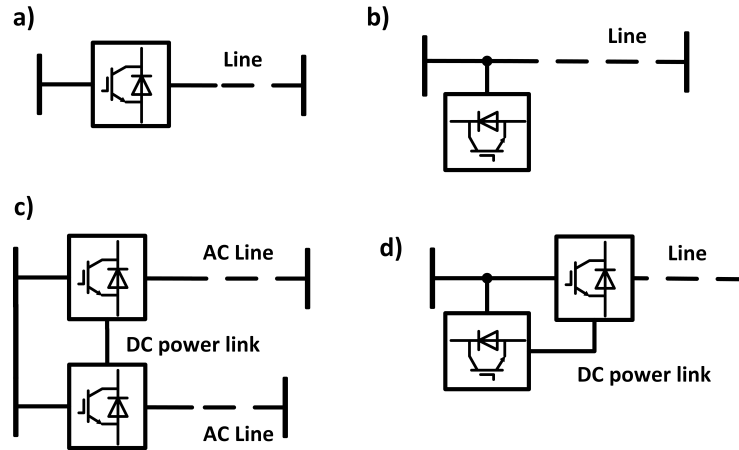 a)
Line
b)
Line
c)
AC Line
DC power link
AC Line
d)
Line
DC power link